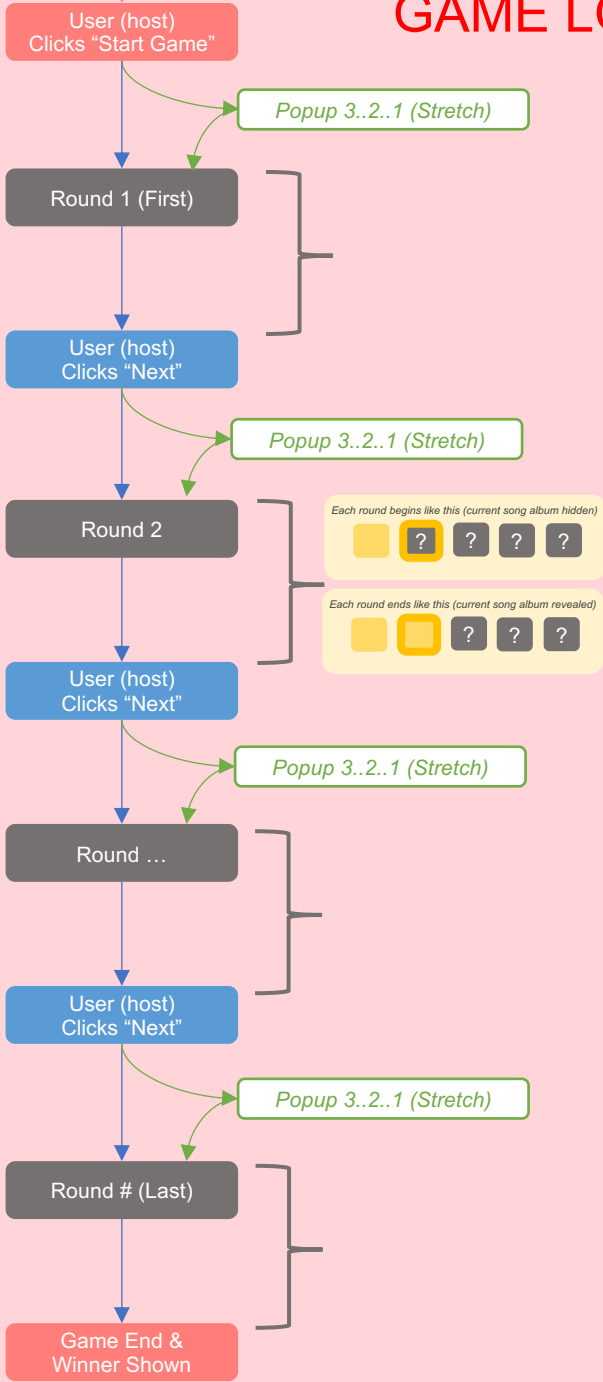 GAME
User (host)
Clicks “Start Game”
Popup 3..2..1 (Stretch)
Round 1 (First)
User (host)
Clicks “Next”
Popup 3..2..1 (Stretch)
Round 2
Each round begins like this (current song album hidden)
? ? ? ?
Each round ends like this (current song album revealed)
? ? ?
User (host)
Clicks “Next”
Popup 3..2..1 (Stretch)
Round …
User (host)
Clicks “Next”
Popup 3..2..1 (Stretch)
Round # (Last)
Game End &
Winner Shown